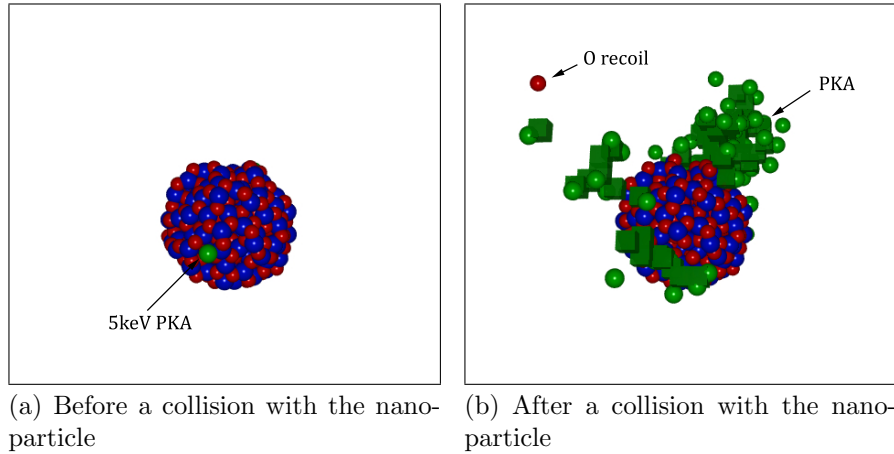 O recoil
PKA
5keV PKA
(a) Before a collision with the nano-
particle
(b) After a collision with the nano-
particle